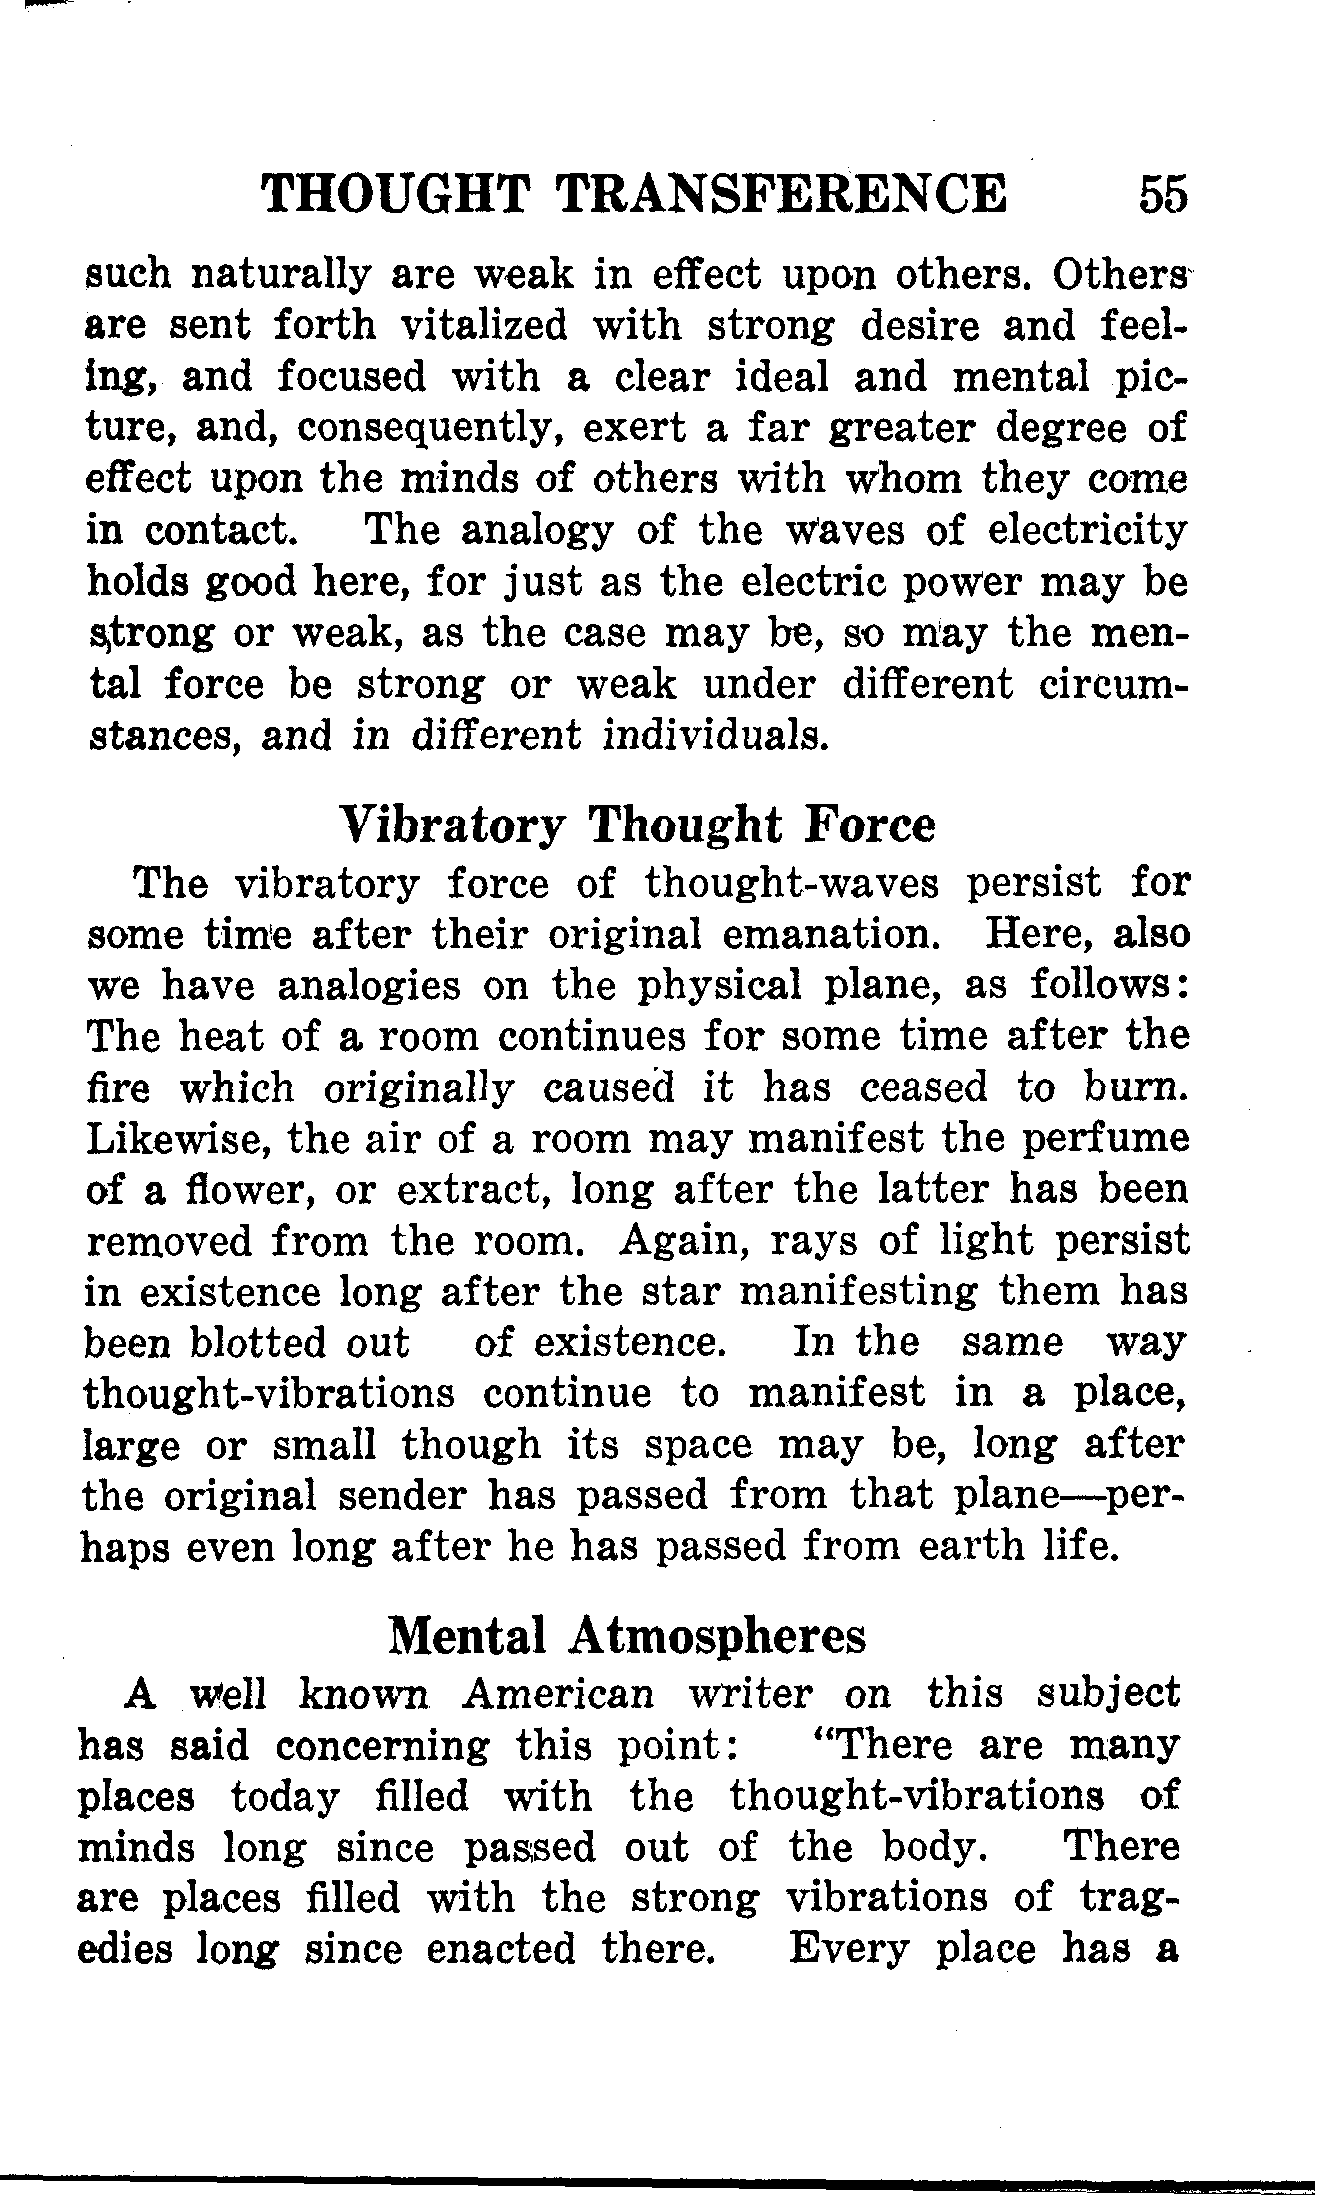 THOUGHT TRANSFERENCE 55
such naturally are weak in effect upon others. Others
are sent forth vitalized with strong desire and feel-
ing, and focused with a clear ideal and mental pic-
ture, and, consequently, exert a far greater degree of
effect upon the minds of others with whom they come
in contact. The analogy of the waves of electricity
holds good here, for just as the electric power may be
strong or weak, as the case may be, so may the men-
tal force be strong or weak under different circum-
stances, and in different individuals.
Vibratory Thought Force
The vibratory force of thought-waves persist for
some time after their original emanation. Here, also
we have analogies on the physical plane, as follows:
The heat of a room continues for some time after the
fire which originally caused it has ceased to burn.
Likewise, the air of a room may manifest the perfume
of a flower, or extract, long after the latter has been
removed from the room. Again, rays of light persist
in existence long after the star manifesting them has
been blotted out of existence. In the same way
thought-vibrations continue to manifest in a place,
large or small though its space may be, long after
the original sender has passed from that plane—per-
haps even long after he has passed from earth life.
Mental Atmospheres
A well known American writer on this subject
has said concerning this point: "There are many
places today filled with the thought-vibrations of
minds long since passed out of the body. There
are places filled with the strong vibrations of trag-
edies long since enacted there. Every place has a